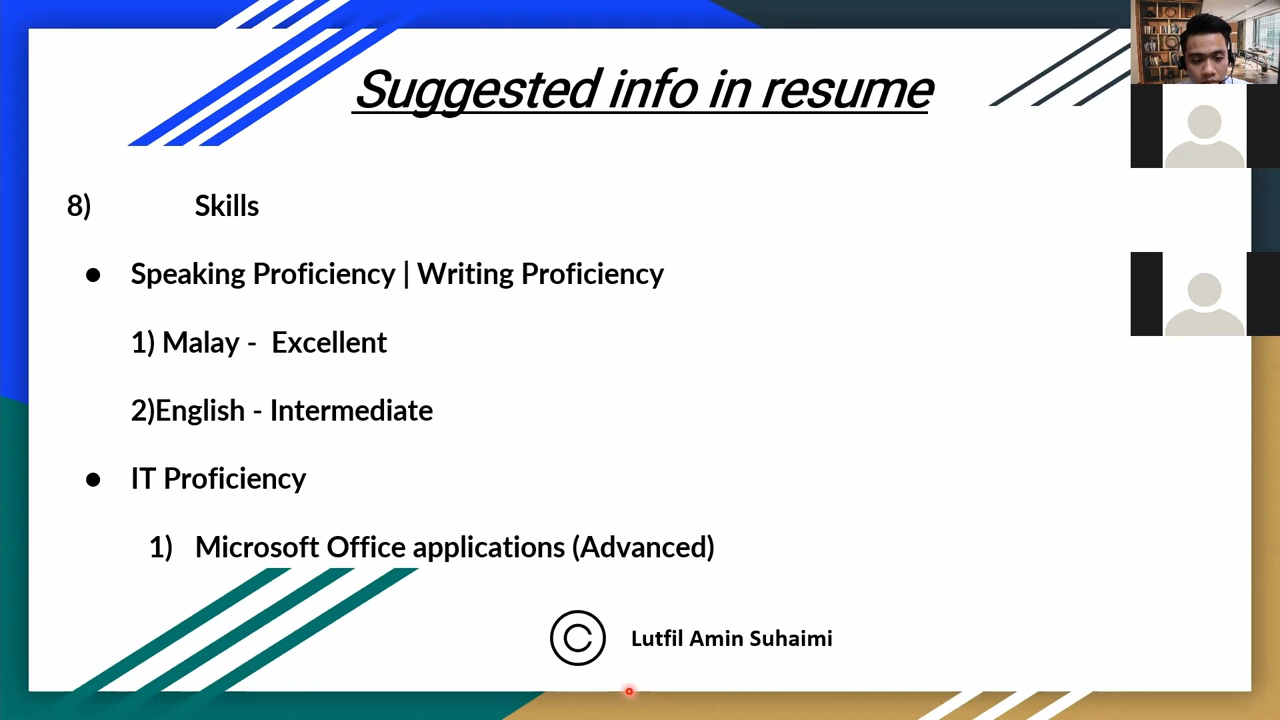 Suggested info in resume
8) Skills
● Speaking Proficiency | Writing Proficiency
1) Malay - Excellent
2)English - Intermediate
● IT Proficiency
1) Microsoft Office applications (Advanced)
© Lutfil Amin Suhaimi